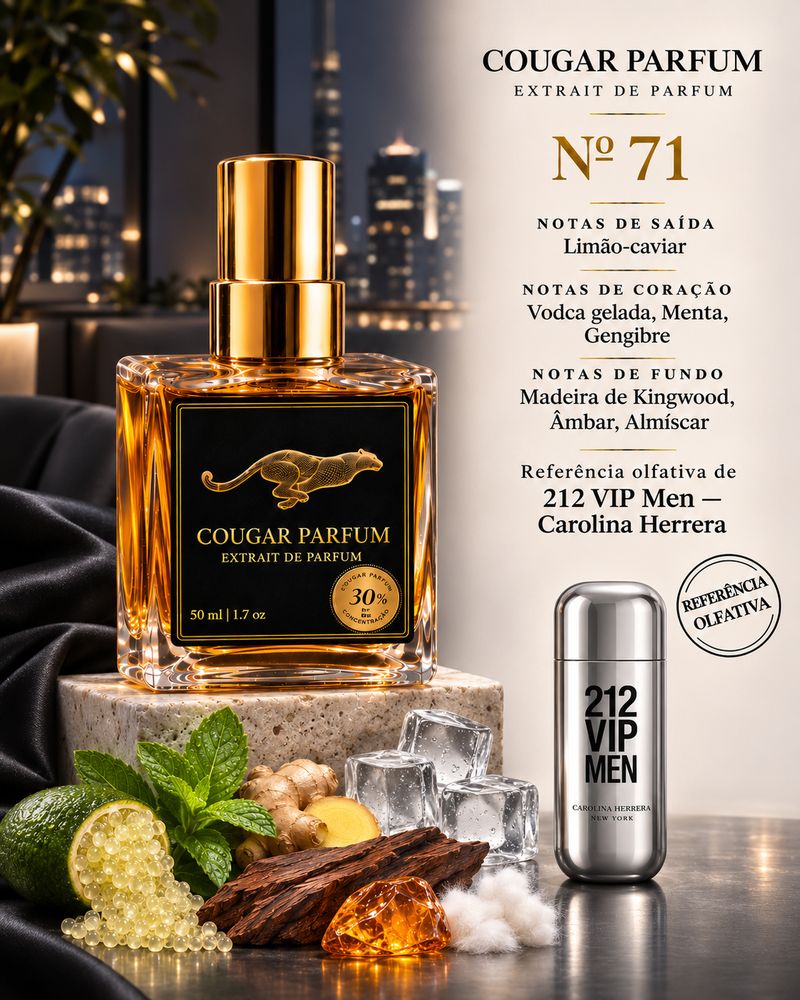 COUGAR PARFUM
EXTRAIT DE PARFUM
Nº 71
NOTAS DE SAÍDA
Limão-caviar
NOTAS DE CORAÇÃO
Vodca gelada, Menta,
Gengibre
NOTAS DE FUNDO
Madeira de Kingwood,
Âmbar, Almíscar
Referência olfativa de
212 VIP Men —
Carolina Herrera
REFERÊNCIA
OLFATIVA
COUGAR PARFUM
EXTRAIT DE PARFUM
50 ml | 1.7 oz
COUGAR PARFUM
30%
CONCENTRAÇÃO
212
VIP
MEN
CAROLINA HERRERA
NEW YORK